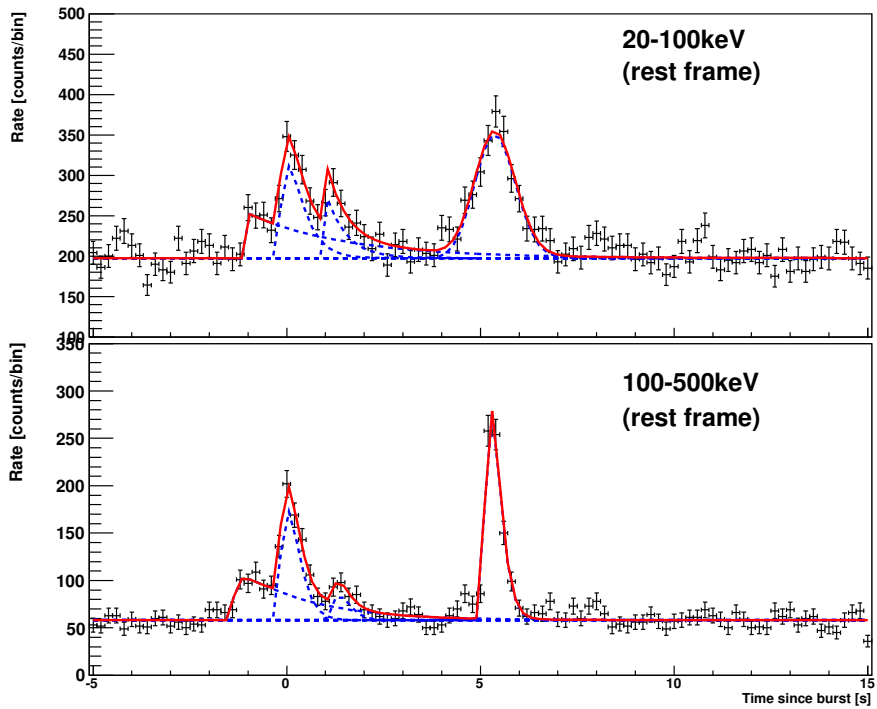 500
450
400
350
300
250
200
150
100
Rate [counts/bin]
20-100keV
(rest frame)
350
300
250
200
150
100
50
0
Rate [counts/bin]
100-500keV
(rest frame)
-5 0 5 10 15
Time since burst [s]